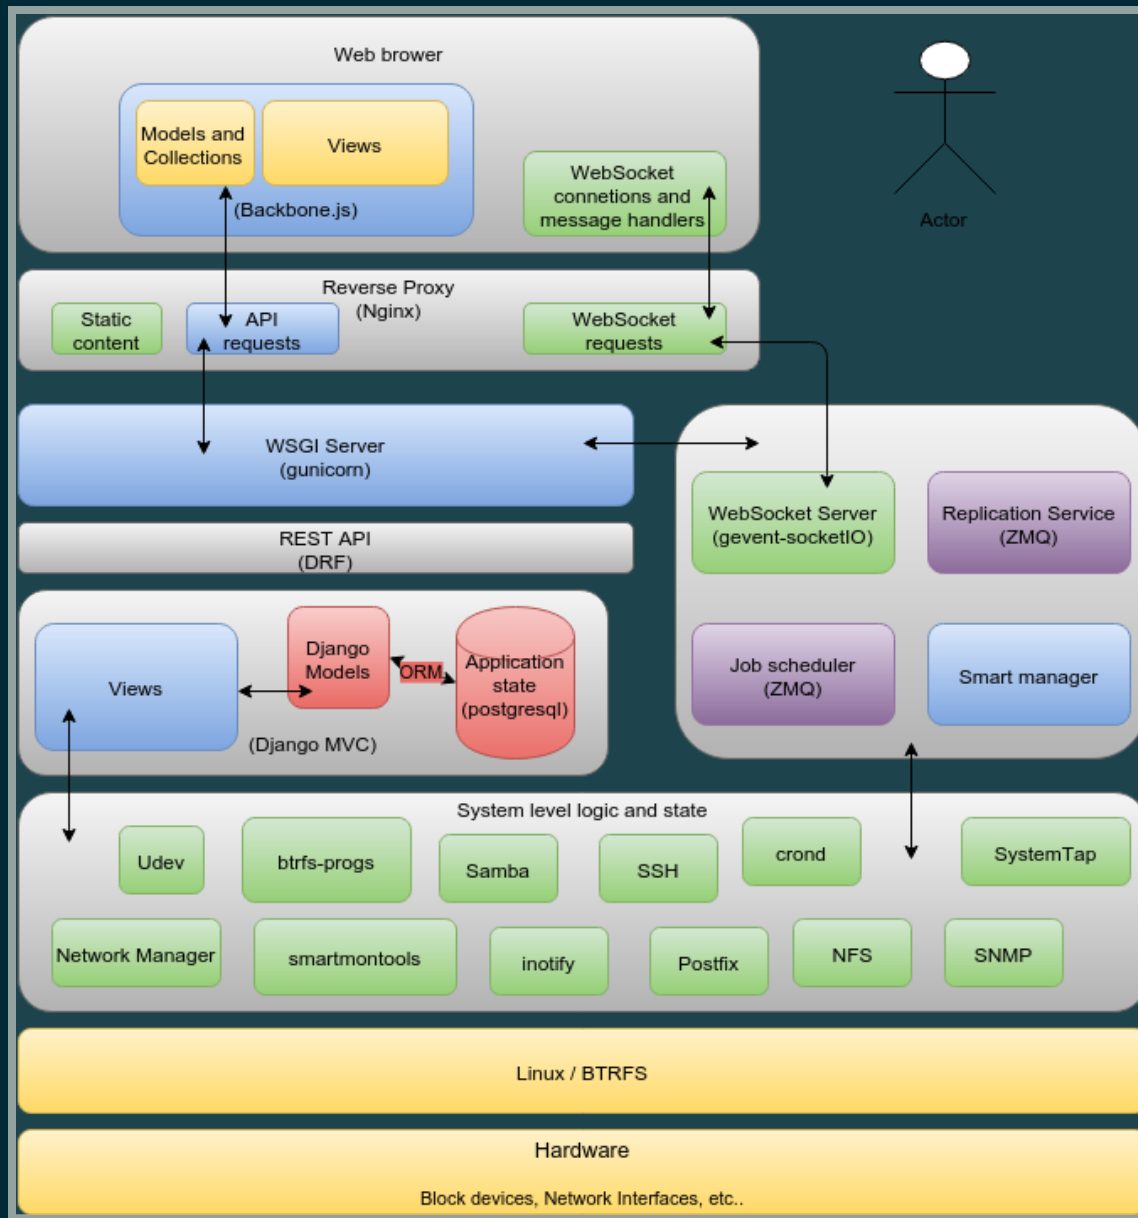 Web brower
Models and
Collections
Views
(Backbone.js)
WebSocket
connetions and
message handlers
Actor
Reverse Proxy
(Nginx)
Static
content
API
requests
WebSocket
requests
WSGI Server
(gunicorn)
REST API
(DRF)
WebSocket Server
(gevent-socketIO)
Replication Service
(ZMQ)
Job scheduler
(ZMQ)
Smart manager
Views
Django
Models
ORM
Application
state
(postgresql)
(Django MVC)
System level logic and state
Udev
btrfs-progs
Samba
SSH
crond
SystemTap
Network Manager
smartmontools
inotify
Postfix
NFS
SNMP
Linux / BTRFS
Hardware
Block devices, Network Interfaces, etc..